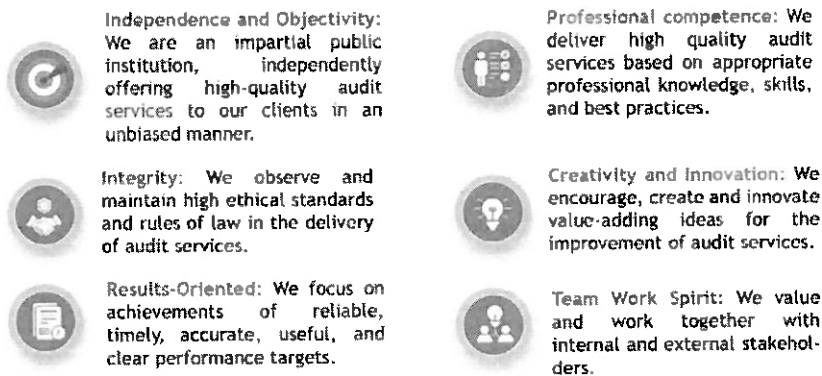 Independence and Objectivity:
We are an impartial public
institution, independently
offering high-quality audit
services to our clients in an
unbiased manner.
Integrity: We observe and
maintain high ethical standards
and rules of law in the delivery
of audit services.
Results-Oriented: We focus on
achievements of reliable,
timely, accurate, useful, and
clear performance targets.
Professional competence: We
deliver high quality audit
services based on appropriate
professional knowledge, skills,
and best practices.
Creativity and Innovation: We
encourage, create and innovate
value-adding ideas for the
improvement of audit services.
Team Work Spirit: We value
and work together with
internal and external stakehol-
ders.